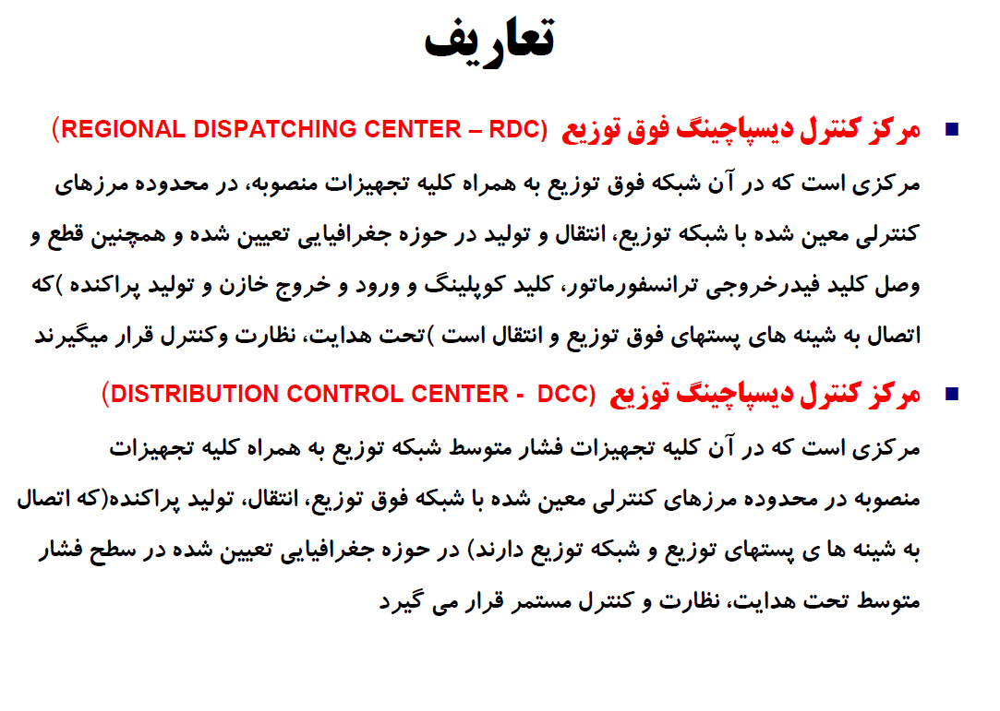 تعاریف
مرکز کنترل دیسپاچینگ فوق توزیع (REGIONAL DISPATCHING CENTER – RDC)
مرکزی است که در آن شبکه فوق توزیع به همراه کلیه تجهیزات منصوبه، در محدوده مرزهای
کنترلی معین شده با شبکه توزیع، انتقال و تولید در حوزه جغرافیایی تعیین شده و همچنین قطع و
وصل کلید فیدرخروجی ترانسفورماتور، کلید کوپلینگ و ورود و خروج خازن و تولید پراکنده (که
اتصال به شینه های پستهای فوق توزیع و انتقال است )تحت هدایت، نظارت وکنترل قرار میگیرند
مرکز کنترل دیسپاچینگ توزیع (DISTRIBUTION CONTROL CENTER - DCC)
مرکزی است که در آن کلیه تجهیزات فشار متوسط شبکه توزیع به همراه کلیه تجهیزات
منصوبه در محدوده مرزهای کنترلی معین شده با شبکه فوق توزیع، انتقال، تولید پراکنده(که اتصال
به شینه ها ی پستهای توزیع و شبکه توزیع دارند) در حوزه جغرافیایی تعیین شده در سطح فشار
متوسط تحت هدایت، نظارت و کنترل مستمر قرار می گیرد